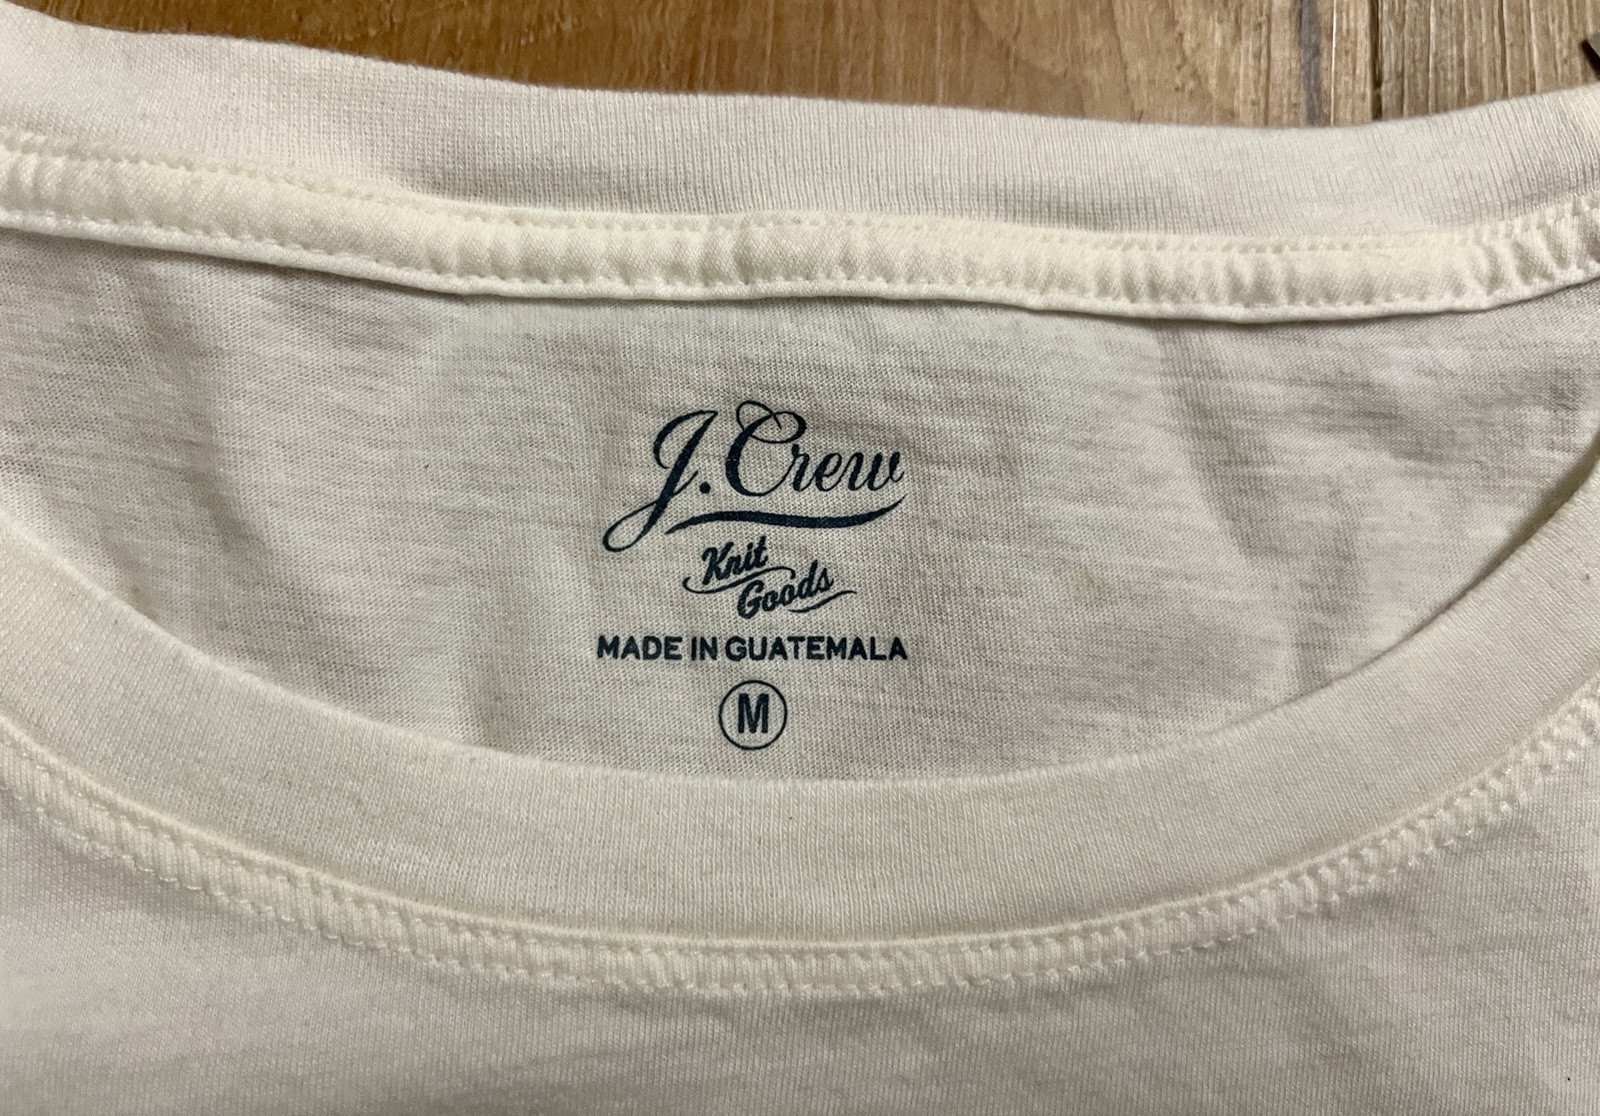 J.Crew
Knit
Goods
MADE IN GUATEMALA
M